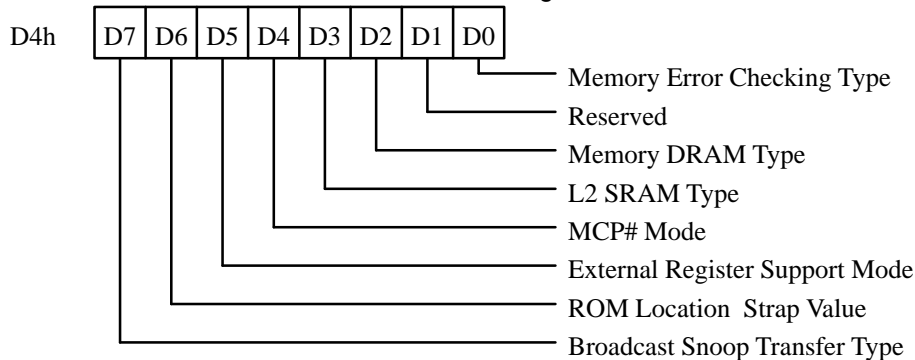 D4h D7 D6 D5 D4 D3 D2 D1 D0
Memory Error Checking Type
Reserved
Memory DRAM Type
L2 SRAM Type
MCP# Mode
External Register Support Mode
ROM Location Strap Value
Broadcast Snoop Transfer Type